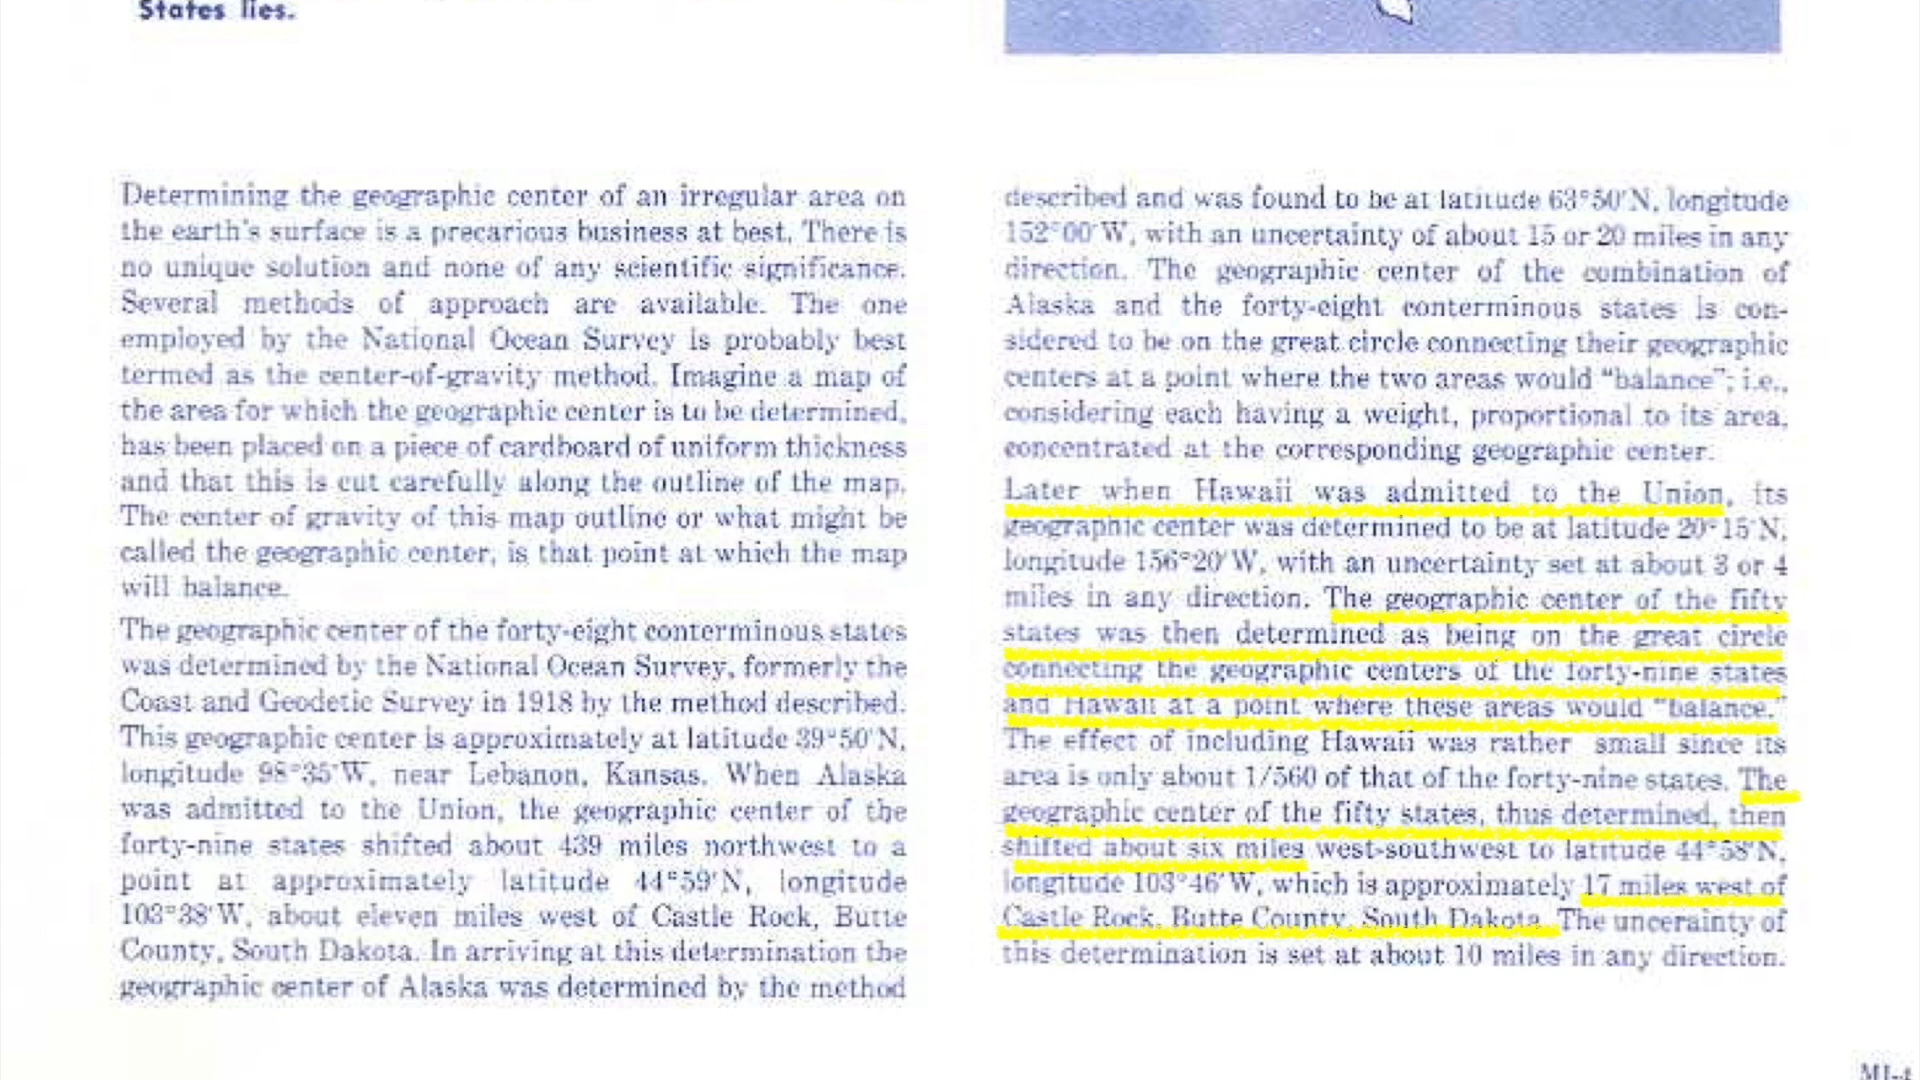 States lies.
Determining the geographic center of an irregular area on
the earth's surface is a precarious business at best. There is
no unique solution and none of any scientific significance.
Several methods of approach are available. The one
employed by the National Ocean Survey is probably best
termed as the center-of-gravity method. Imagine a map of
the area for which the geographic center is to be determined,
has been placed on a piece of cardboard of uniform thickness
and that this is cut carefully along the outline of the map.
The center of gravity of this map outline or what might be
called the geographic center, is that point at which the map
will balance.
The geographic center of the forty-eight conterminous states
was determined by the National Ocean Survey, formerly the
Coast and Geodetic Survey in 1918 by the method described.
This geographic center is approximately at latitude 39°50'N,
longitude 98°35'W, near Lebanon, Kansas. When Alaska
was admitted to the Union, the geographic center of the
forty-nine states shifted about 439 miles northwest to a
point at approximately latitude 44°59'N, longitude
103°38'W, about eleven miles west of Castle Rock, Butte
County, South Dakota. In arriving at this determination the
geographic center of Alaska was determined by the method
described and was found to be at latitude 63°50'N, longitude
152°00'W, with an uncertainty of about 15 or 20 miles in any
direction. The geographic center of the combination of
Alaska and the forty-eight conterminous states is con-
sidered to be on the great circle connecting their geographic
centers at a point where the two areas would "balance"; i.e.,
considering each having a weight, proportional to its area,
concentrated at the corresponding geographic center.
Later when Hawaii was admitted to the Union, its
geographic center was determined to be at latitude 20°15'N,
longitude 156°20'W, with an uncertainty set at about 3 or 4
miles in any direction. The geographic center of the fifty
states was then determined as being on the great circle
connecting the geographic centers of the forty-nine states
and Hawaii at a point where these areas would "balance."
The effect of including Hawaii was rather small since its
area is only about 1/560 of that of the forty-nine states. The
geographic center of the fifty states, thus determined, then
shifted about six miles west-southwest to latitude 44°58'N,
longitude 103°46'W, which is approximately 17 miles west of
Castle Rock, Butte County, South Dakota. The uncerainty of
this determination is set at about 10 miles in any direction.